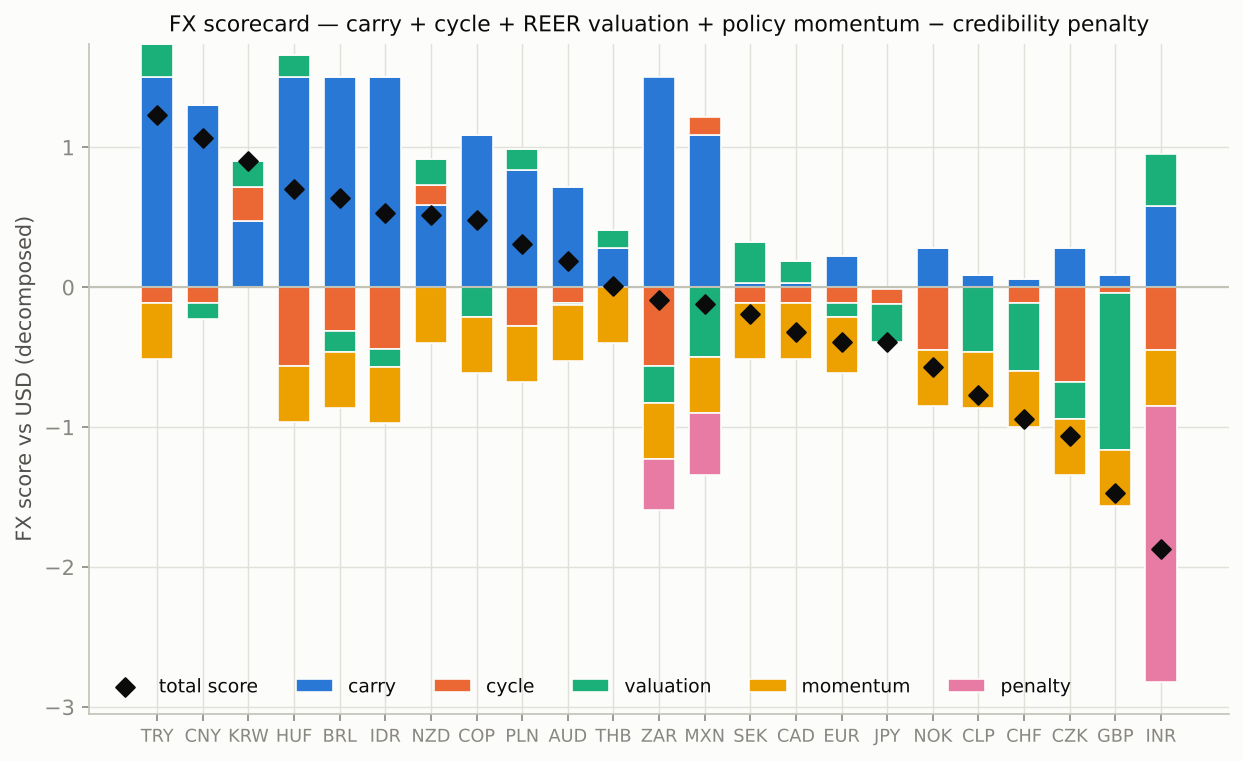 FX scorecard — carry + cycle + REER valuation + policy momentum − credibility penalty
FX score vs USD (decomposed)
1
0
−1
−2
−3
total score carry cycle valuation momentum penalty
TRY CNY KRW HUF BRL IDR NZD COP PLN AUD THB ZAR MXN SEK CAD EUR JPY NOK CLP CHF CZK GBP INR